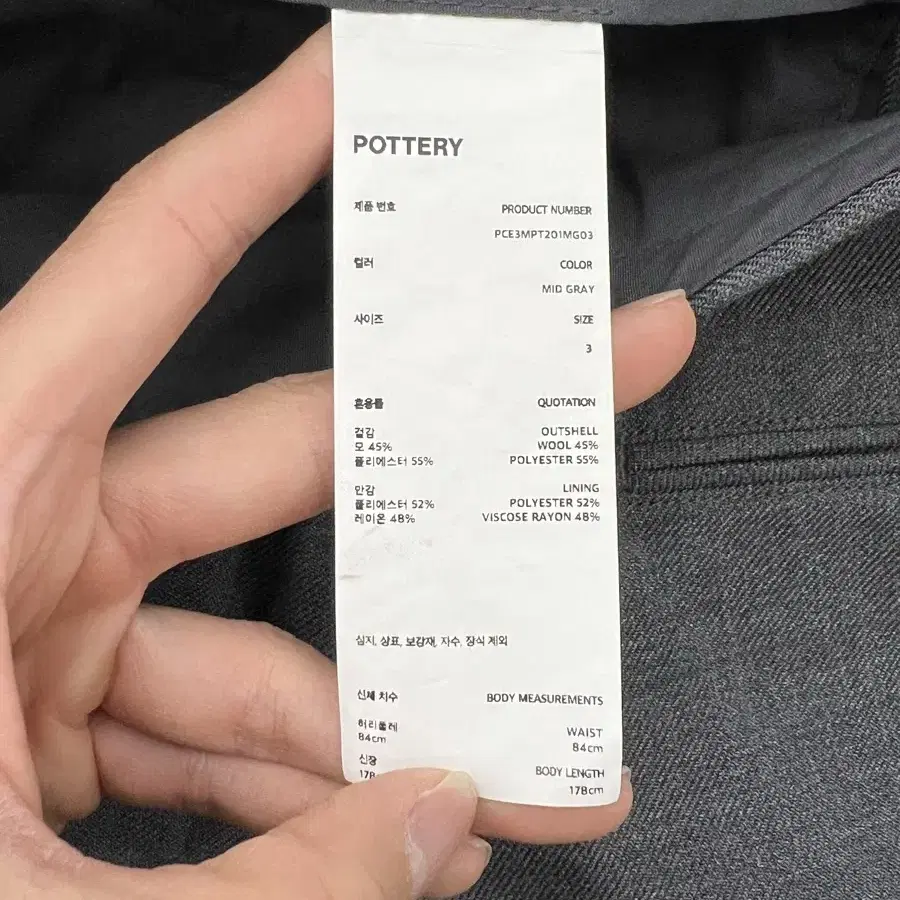 POTTERY
제품 번호 PRODUCT NUMBER
PCE3MPT201MG03
컬러 COLOR
MID GRAY
사이즈 SIZE
3
혼용률 QUOTATION
겉감 OUTSHELL
모 45% WOOL 45%
폴리에스터 55% POLYESTER 55%
안감 LINING
폴리에스터 52% POLYESTER 52%
레이온 48% VISCOSE RAYON 48%
심지, 상표, 보강재, 자수, 장식 제외
신체 치수 BODY MEASUREMENTS
허리둘레 WAIST
84cm 84cm
신장 BODY LENGTH
178 178cm